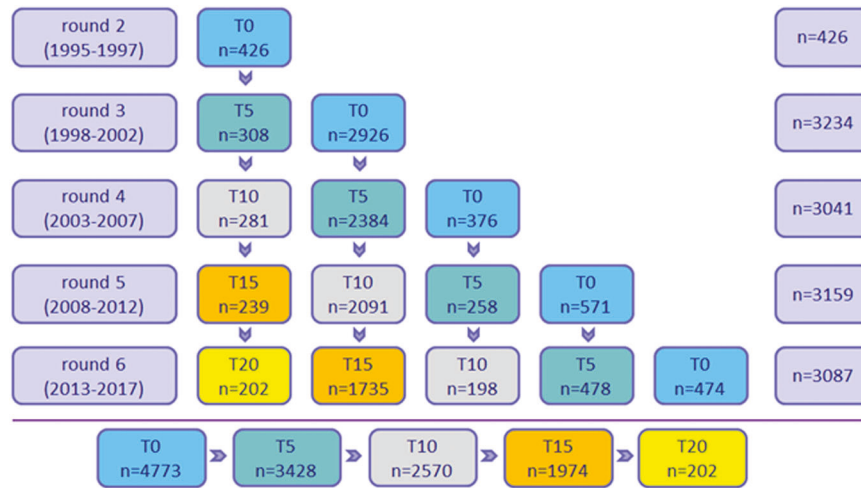 round 2
(1995-1997)
T0
n=426
n=426
round 3
(1998-2002)
T5
n=308
T0
n=2926
n=3234
round 4
(2003-2007)
T10
n=281
T5
n=2384
T0
n=376
n=3041
round 5
(2008-2012)
T15
n=239
T10
n=2091
T5
n=258
T0
n=571
n=3159
round 6
(2013-2017)
T20
n=202
T15
n=1735
T10
n=198
T5
n=478
T0
n=474
n=3087
T0
n=4773
T5
n=3428
T10
n=2570
T15
n=1974
T20
n=202